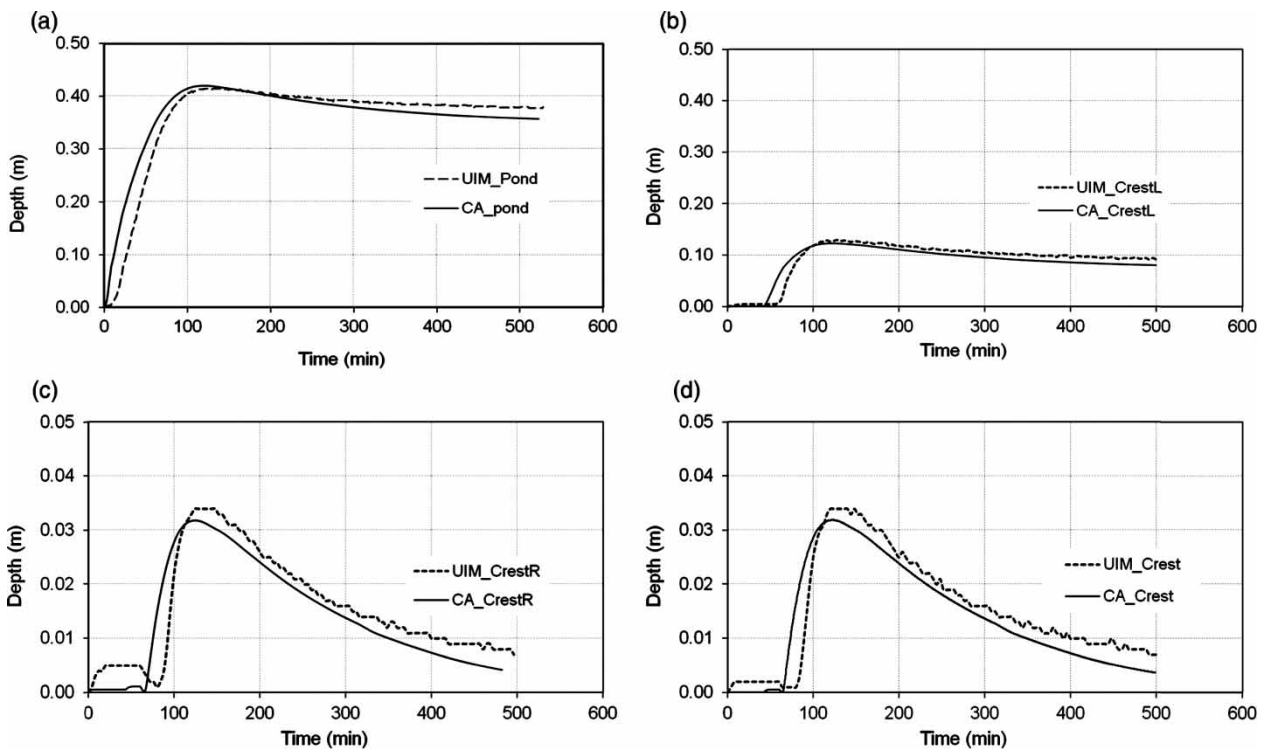 (a)
0.50
0.40
0.30
0.20
0.10
0.00
Depth (m)
UIM_Pond
CA_pond
0 100 200 300 400 500 600
Time (min)
(b)
0.50
0.40
0.30
0.20
0.10
0.00
Depth (m)
UIM_CrestL
CA_CrestL
0 100 200 300 400 500 600
Time (min)
(c)
0.05
0.04
0.03
0.02
0.01
0.00
Depth (m)
UIM_CrestR
CA_CrestR
0 100 200 300 400 500 600
Time (min)
(d)
0.05
0.04
0.03
0.02
0.01
0.00
Depth (m)
UIM_Crest
CA_Crest
0 100 200 300 400 500 600
Time (min)